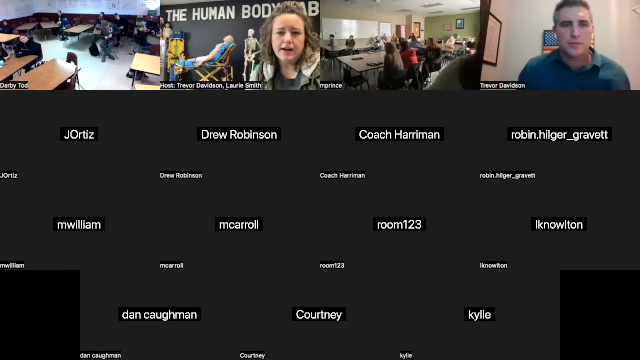 THE HUMAN BODY LAB
Darby Tod
Host: Trevor Davidson, Laurie Smith
mprince
Trevor Davidson
JOrtiz
Drew Robinson
Coach Harriman
robin.hilger_gravett
JOrtiz
Drew Robinson
Coach Harriman
robin.hilger_gravett
mwilliam
mcarroll
room123
lknowlton
mwilliam
mcarroll
room123
lknowlton
dan caughman
Courtney
kylie
dan caughman
Courtney
kylie